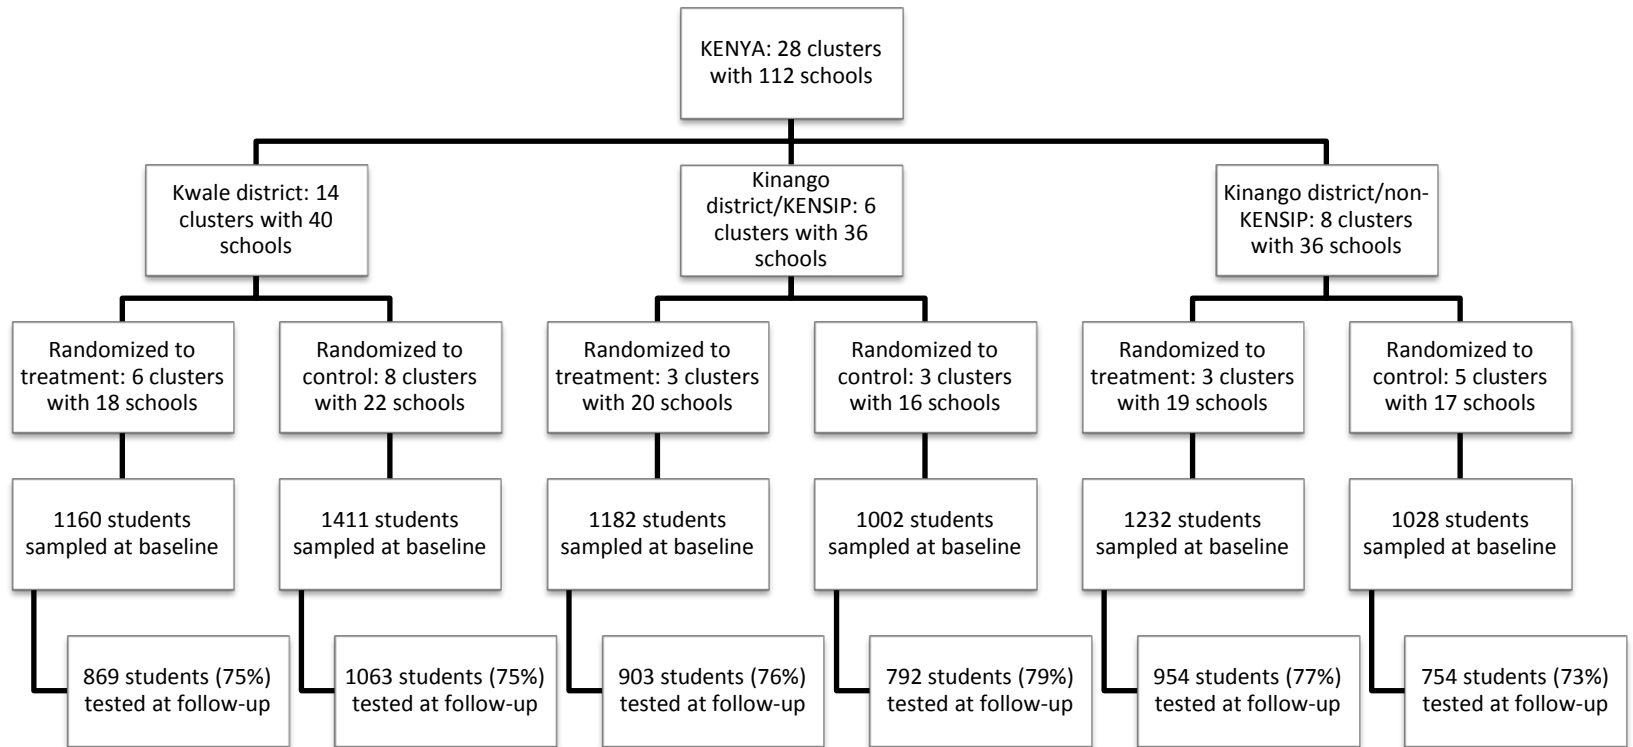 KENYA: 28 clusters
with 112 schools
Kwale district: 14
clusters with 40
schools
Kinango
district/KENSIP: 6
clusters with 36
schools
Kinango district/non-
KENSIP: 8 clusters
with 36 schools
Randomized to
treatment: 6 clusters
with 18 schools
Randomized to
control: 8 clusters
with 22 schools
Randomized to
treatment: 3 clusters
with 20 schools
Randomized to
control: 3 clusters
with 16 schools
Randomized to
treatment: 3 clusters
with 19 schools
Randomized to
control: 5 clusters
with 17 schools
1160 students
sampled at baseline
1411 students
sampled at baseline
1182 students
sampled at baseline
1002 students
sampled at baseline
1232 students
sampled at baseline
1028 students
sampled at baseline
869 students (75%)
tested at follow-up
1063 students (75%)
tested at follow-up
903 students (76%)
tested at follow-up
792 students (79%)
tested at follow-up
954 students (77%)
tested at follow-up
754 students (73%)
tested at follow-up